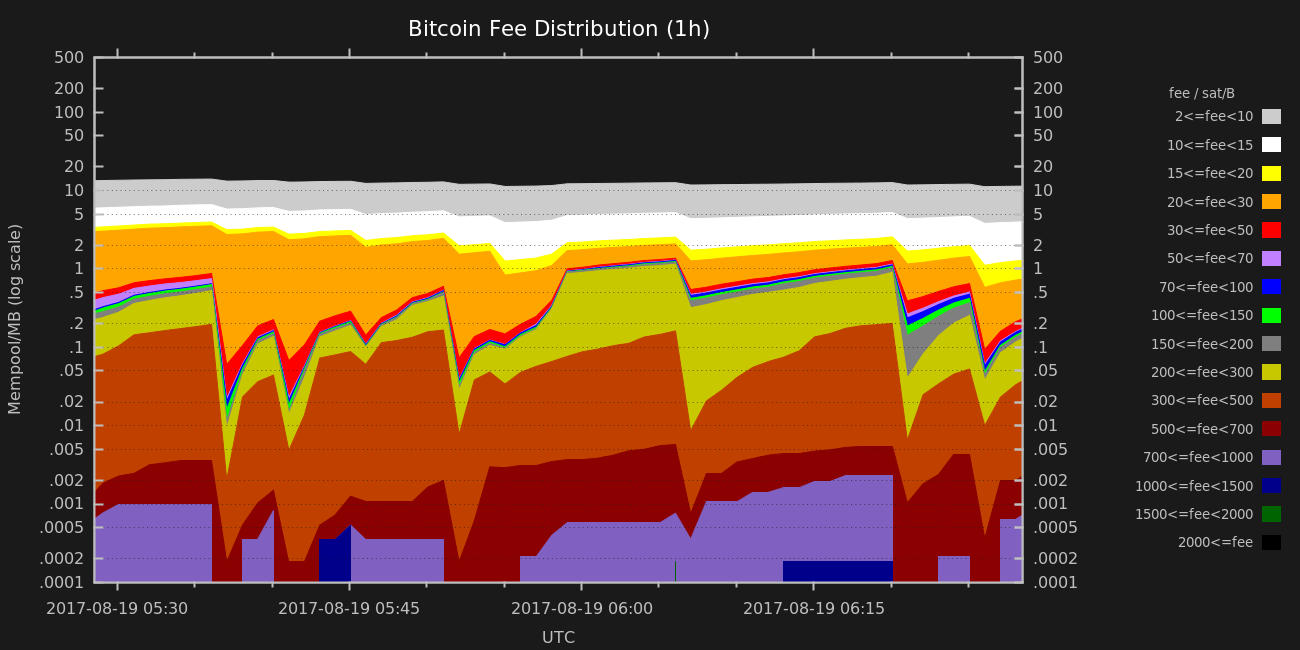 Bitcoin Fee Distribution (1h)
500 500
200 200
100 100
50 50
20 20
10 10
5 5
2 2
1 1
.5 .5
.2 .2
.1 .1
.05 .05
.02 .02
.01 .01
.005 .005
.002 .002
.001 .001
.0005 .0005
.0002 .0002
.0001 .0001
Mempool/MB (log scale)
2017-08-19 05:30 2017-08-19 05:45 2017-08-19 06:00 2017-08-19 06:15
UTC
fee / sat/B
2<=fee<10
10<=fee<15
15<=fee<20
20<=fee<30
30<=fee<50
50<=fee<70
70<=fee<100
100<=fee<150
150<=fee<200
200<=fee<300
300<=fee<500
500<=fee<700
700<=fee<1000
1000<=fee<1500
1500<=fee<2000
2000<=fee